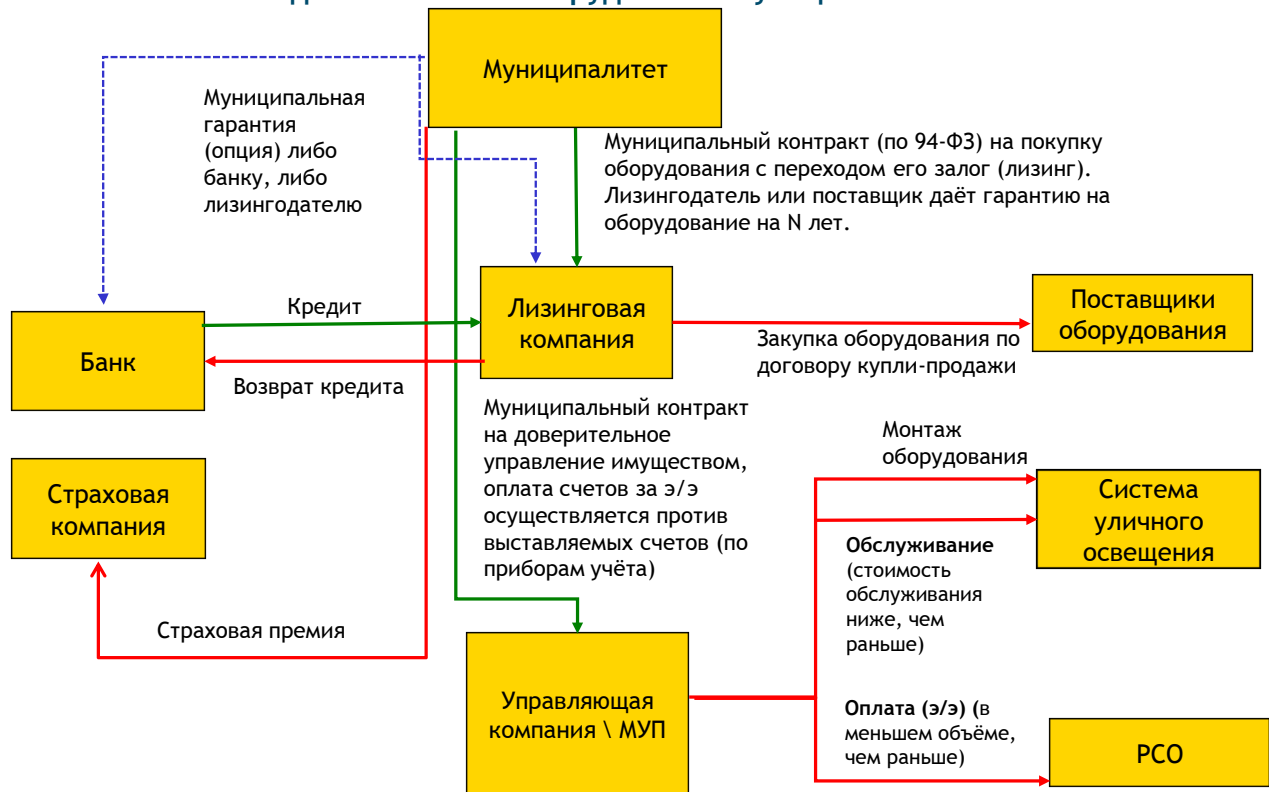 Муниципалитет
Муниципальная
гарантия
(опция) либо
банку, либо
лизингодателю
Муниципальный контракт (по 94-ФЗ) на покупку
оборудования с переходом его залог (лизинг).
Лизингодатель или поставщик даёт гарантию на
оборудование на N лет.
Кредит
Лизинговая
компания
Поставщики
оборудования
Банк
Закупка оборудования по
договору купли-продажи
Возврат кредита
Муниципальный контракт
на доверительное
управление имуществом,
оплата счетов за э/э
осуществляется против
выставляемых счетов (по
приборам учёта)
Монтаж
оборудования
Страховая
компания
Система
уличного
освещения
Обслуживание
(стоимость
обслуживания
ниже, чем
раньше)
Страховая премия
Управляющая
компания \ МУП
Оплата (э/э) (в
меньшем объёме,
чем раньше)
РСО